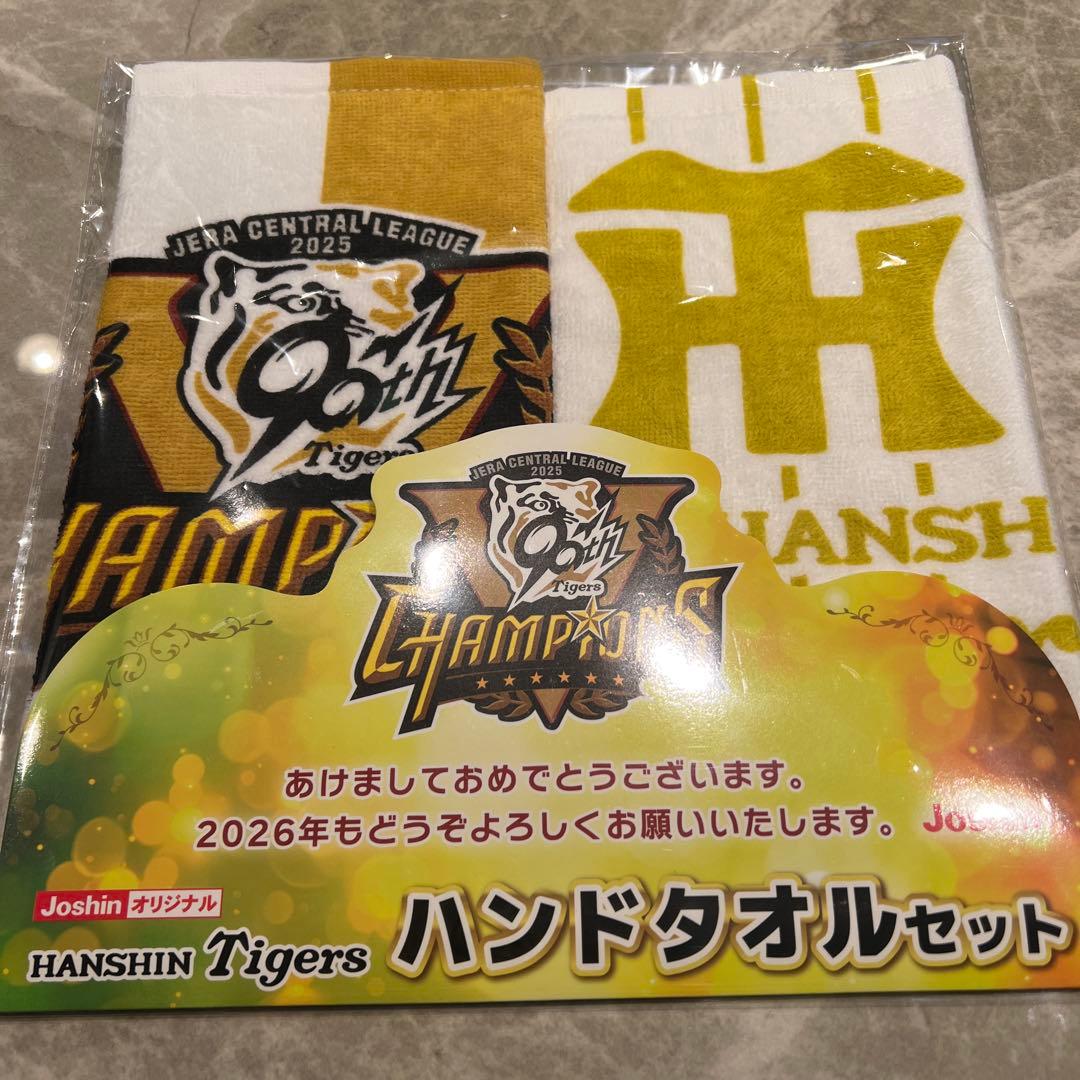 JERA CENTRAL LEAGUE
2025
90th
Tigers
HAMP
HANSH
JERA CENTRAL LEAGUE
2025
90th
Tigers
CHAMPIONS
あけましておめでとうございます。
2026年もどうぞよろしくお願いいたします。
Joshin オリジナル
HANSHIN Tigers
ハンドタオルセット